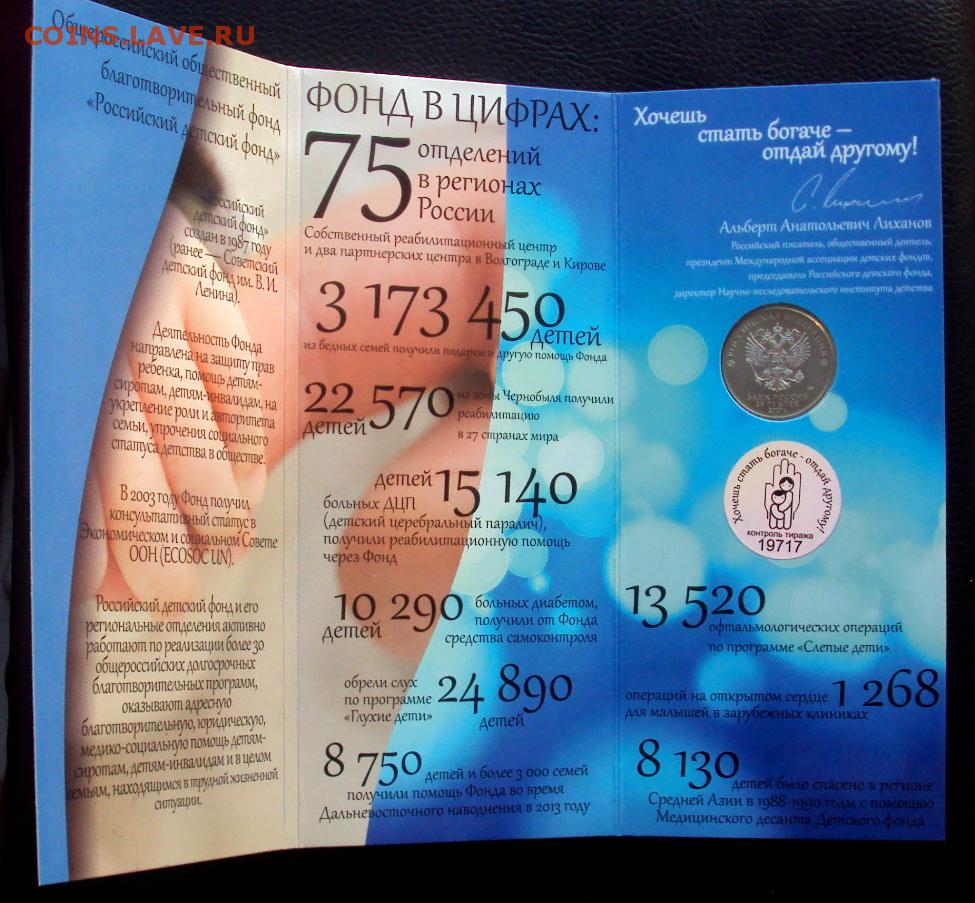 COINS.LAVE.RU
Общероссийский общественный
благотворительный фонд
«Российский детский фонд»
«Российский
детский фонд»
создан в 1987 году
(ранее — Советский
детский фонд им. В. И.
Ленина).
Деятельность Фонда
направлена на защиту прав
ребенка, помощь детям-
сиротам, детям-инвалидам, на
укрепление роли и авторитета
семьи, упрочения социального
статуса детства в обществе.
В 2003 году Фонд получил
консультативный статус в
Экономическом и социальном Совете
ООН (ECOSOC UN).
Российский детский фонд и его
региональные отделения активно
работают по реализации более 30
общероссийских долгосрочных
благотворительных программ,
оказывают адресную
благотворительную, юридическую,
медико-социальную помощь детям-
сиротам, детям-инвалидам и в целом
семьям, находящимся в трудной жизненной
ситуации.
ФОНД В ЦИФРАХ:
75 отделений
в регионах
России
Собственный реабилитационный центр
и два партнерских центра в Волгограде и Кирове
3 173 450 детей
из бедных семей получили подарки и другую помощь Фонда
22 570 детей
из зоны Чернобыля получили
реабилитацию
в 27 странах мира
детей 15 140
больных ДЦП
(детский церебральный паралич),
получили реабилитационную помощь
через Фонд
10 290 детей
больных диабетом,
получили от Фонда
средства самоконтроля
обрели слух
по программе
«Глухие дети»
24 890
детей
8 750 детей и более 3 000 семей
получили помощь Фонда во время
Дальневосточного наводнения в 2013 году
Хочешь
стать богаче —
отдай другому!
Альберт Анатольевич Лиханов
Российский писатель, общественный деятель,
президент Международной ассоциации детских фондов,
председатель Российского детского фонда,
директор Научно-исследовательского института детства
РОССИЙСКАЯ ФЕДЕРАЦИЯ
БАНК РОССИИ
25 РУБЛЕЙ
2017 г.
Хочешь стать богаче - отдай другому!
контроль тиража
19717
13 520
офтальмологических операций
по программе «Слепые дети»
операций на открытом сердце 1 268
для малышей в зарубежных клиниках
8 130
детей было спасено в регионе
Средней Азии в 1988-1990 годы с помощью
Медицинского десанта Детского фонда